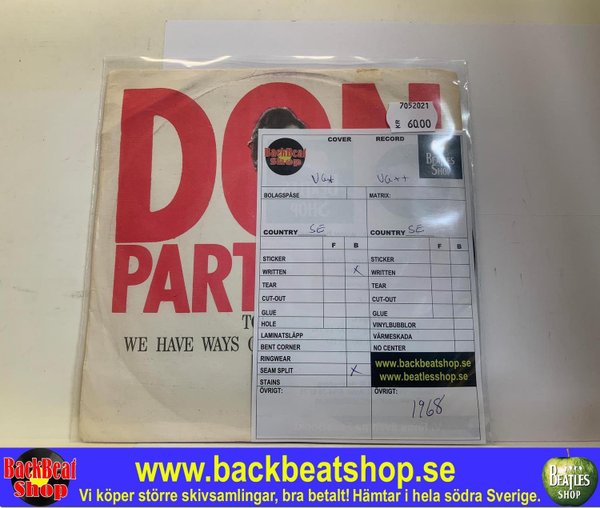 DON
PART
TO
WE HAVE WAYS
7052021
KR 60.00
BackBeat
Shop
COVER
RECORD
BEATLES
SHOP
VG+
VG++
BOLAGSPÅSE
MATRIX:
COUNTRY SE
COUNTRY SE
F B
F B
STICKER
STICKER
WRITTEN X
WRITTEN
TEAR
TEAR
CUT-OUT
CUT-OUT
GLUE
GLUE
HOLE
VINYLBUBBLOR
LAMINATSLÄPP
VÄRMESKADA
BENT CORNER
NO CENTER
RINGWEAR
SEAM SPLIT X
STAINS
www.backbeatshop.se
www.beatlesshop.se
ÖVRIGT:
ÖVRIGT:
1968
BackBeat
Shop
www.backbeatshop.se
Vi köper större skivsamlingar, bra betalt! Hämtar i hela södra Sverige.
BEATLES
SHOP